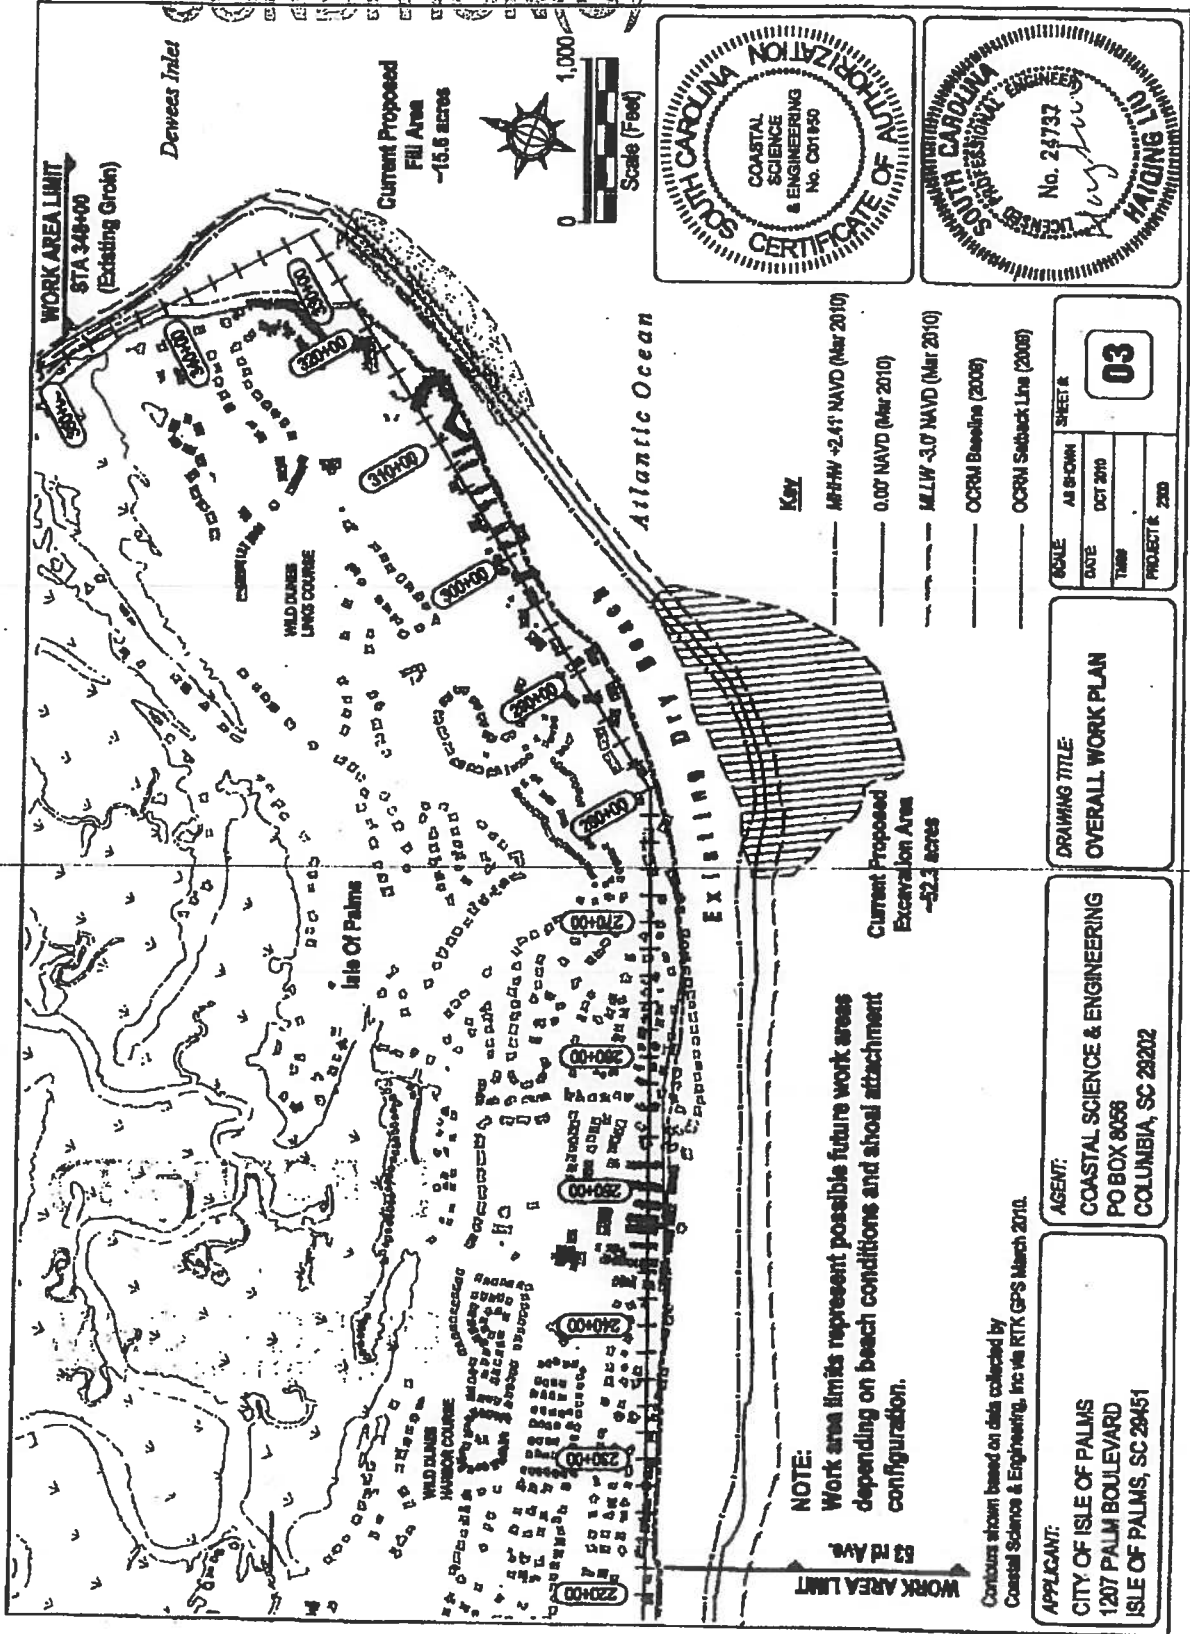 WORK AREA LIMIT
STA 348+00
(Existing Groin)
Dewees Inlet
Current Proposed
Fill Area
~15.6 acres
0
1,000
Scale (Feet)
350+00
340+00
330+00
320+00
310+00
300+00
290+00
280+00
270+00
260+00
250+00
240+00
230+00
220+00
WILD DUNES
LINKS COURSE
Isle Of Palms
WILD DUNES
HARBOR COURSE
Atlantic Ocean
Existing Dry Beach
Current Proposed
Excavation Area
~52.3 acres
NOTE:
Work area limits represent possible future work areas
depending on beach conditions and shoal attachment
configuration.
53 rd Ave.
WORK AREA LIMIT
Key
MHHW +2.41' NAVD (Mar 2010)
0.00' NAVD (Mar 2010)
MLLW -3.0' NAVD (Mar 2010)
OCRM Baseline (2008)
OCRM Setback Line (2008)
SOUTH CAROLINA
CERTIFICATE OF AUTHORIZATION
COASTAL
SCIENCE
& ENGINEERING
No. C01950
SOUTH CAROLINA
LICENSED PROFESSIONAL ENGINEER
No. 24737
HAIQING LIU
Contours shown based on data collected by
Coastal Science & Engineering, Inc via RTK GPS March 2010.
APPLICANT:
CITY OF ISLE OF PALMS
1207 PALM BOULEVARD
ISLE OF PALMS, SC 29451
AGENT:
COASTAL SCIENCE & ENGINEERING
PO BOX 8056
COLUMBIA, SC 29202
DRAWING TITLE:
OVERALL WORK PLAN
SCALE: AS SHOWN
DATE: OCT 2010
TMS#
PROJECT #: 2300
SHEET #:
03